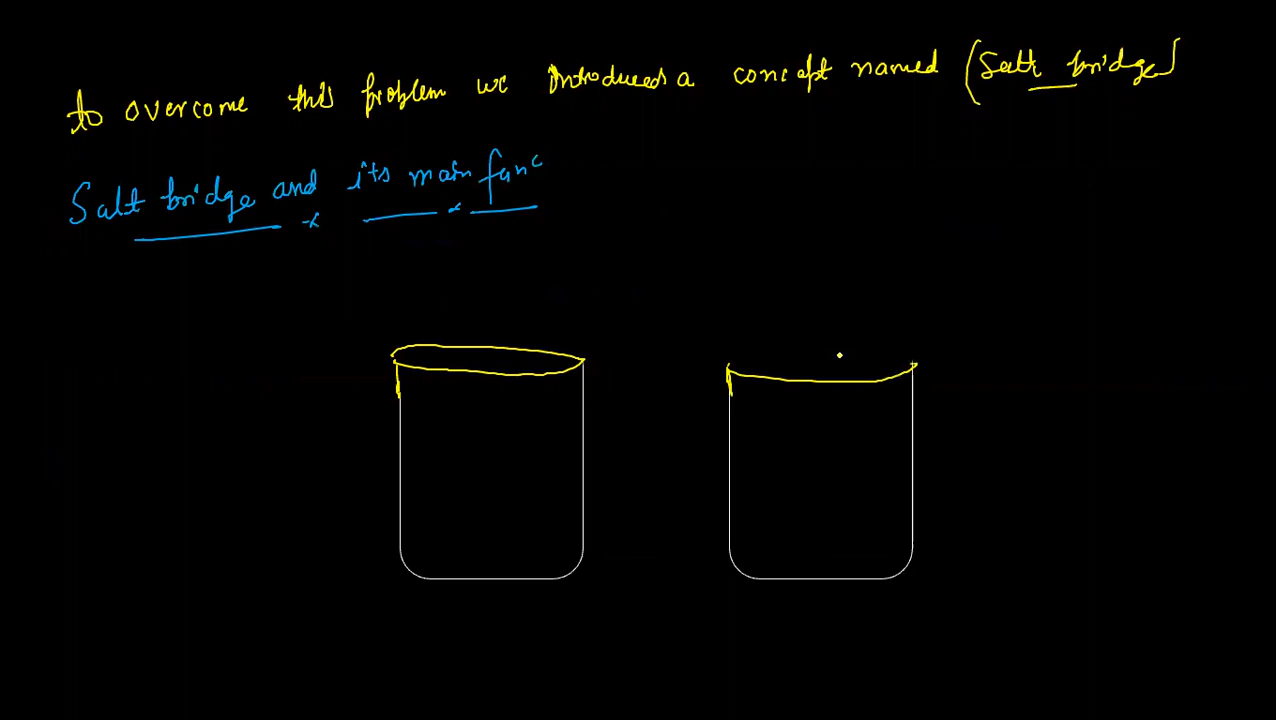 to overcome this problem we introduced a concept named (Salt bridge)
Salt bridge and its main func